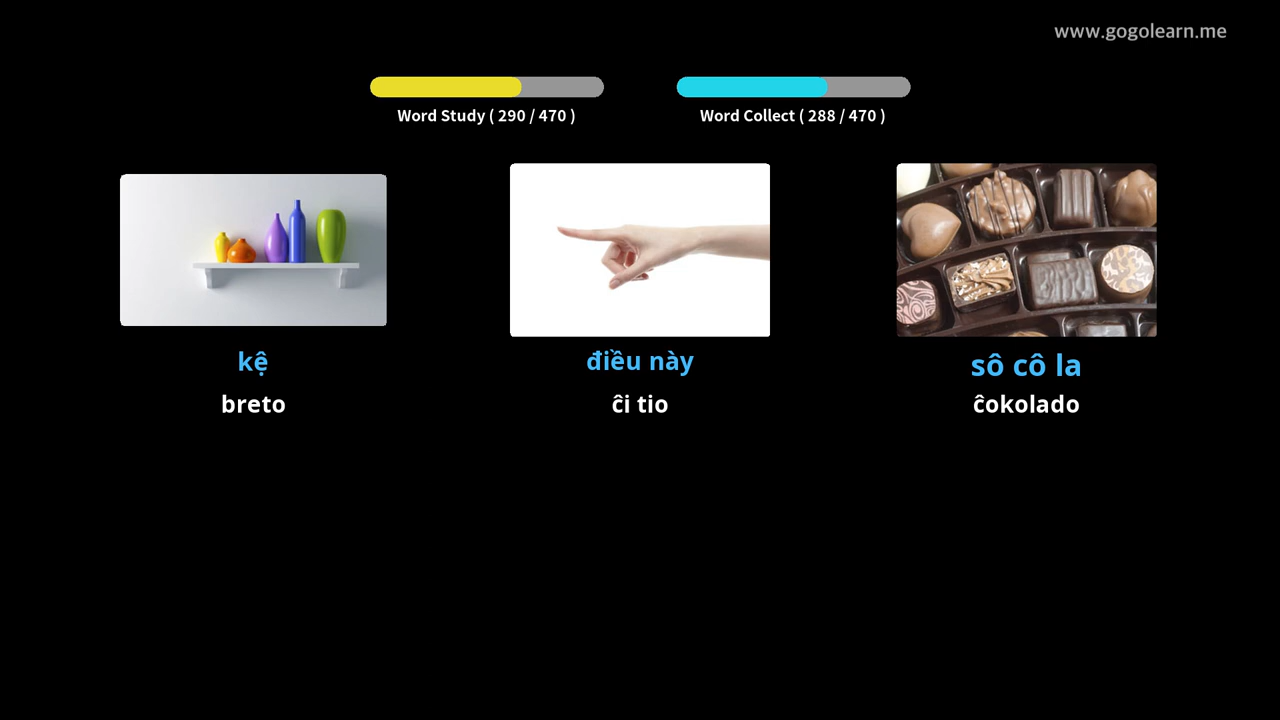 www.gogolearn.me
Word Study ( 290 / 470 )
Word Collect ( 288 / 470 )
kệ
điều này
sô cô la
breto
ĉi tio
ĉokolado